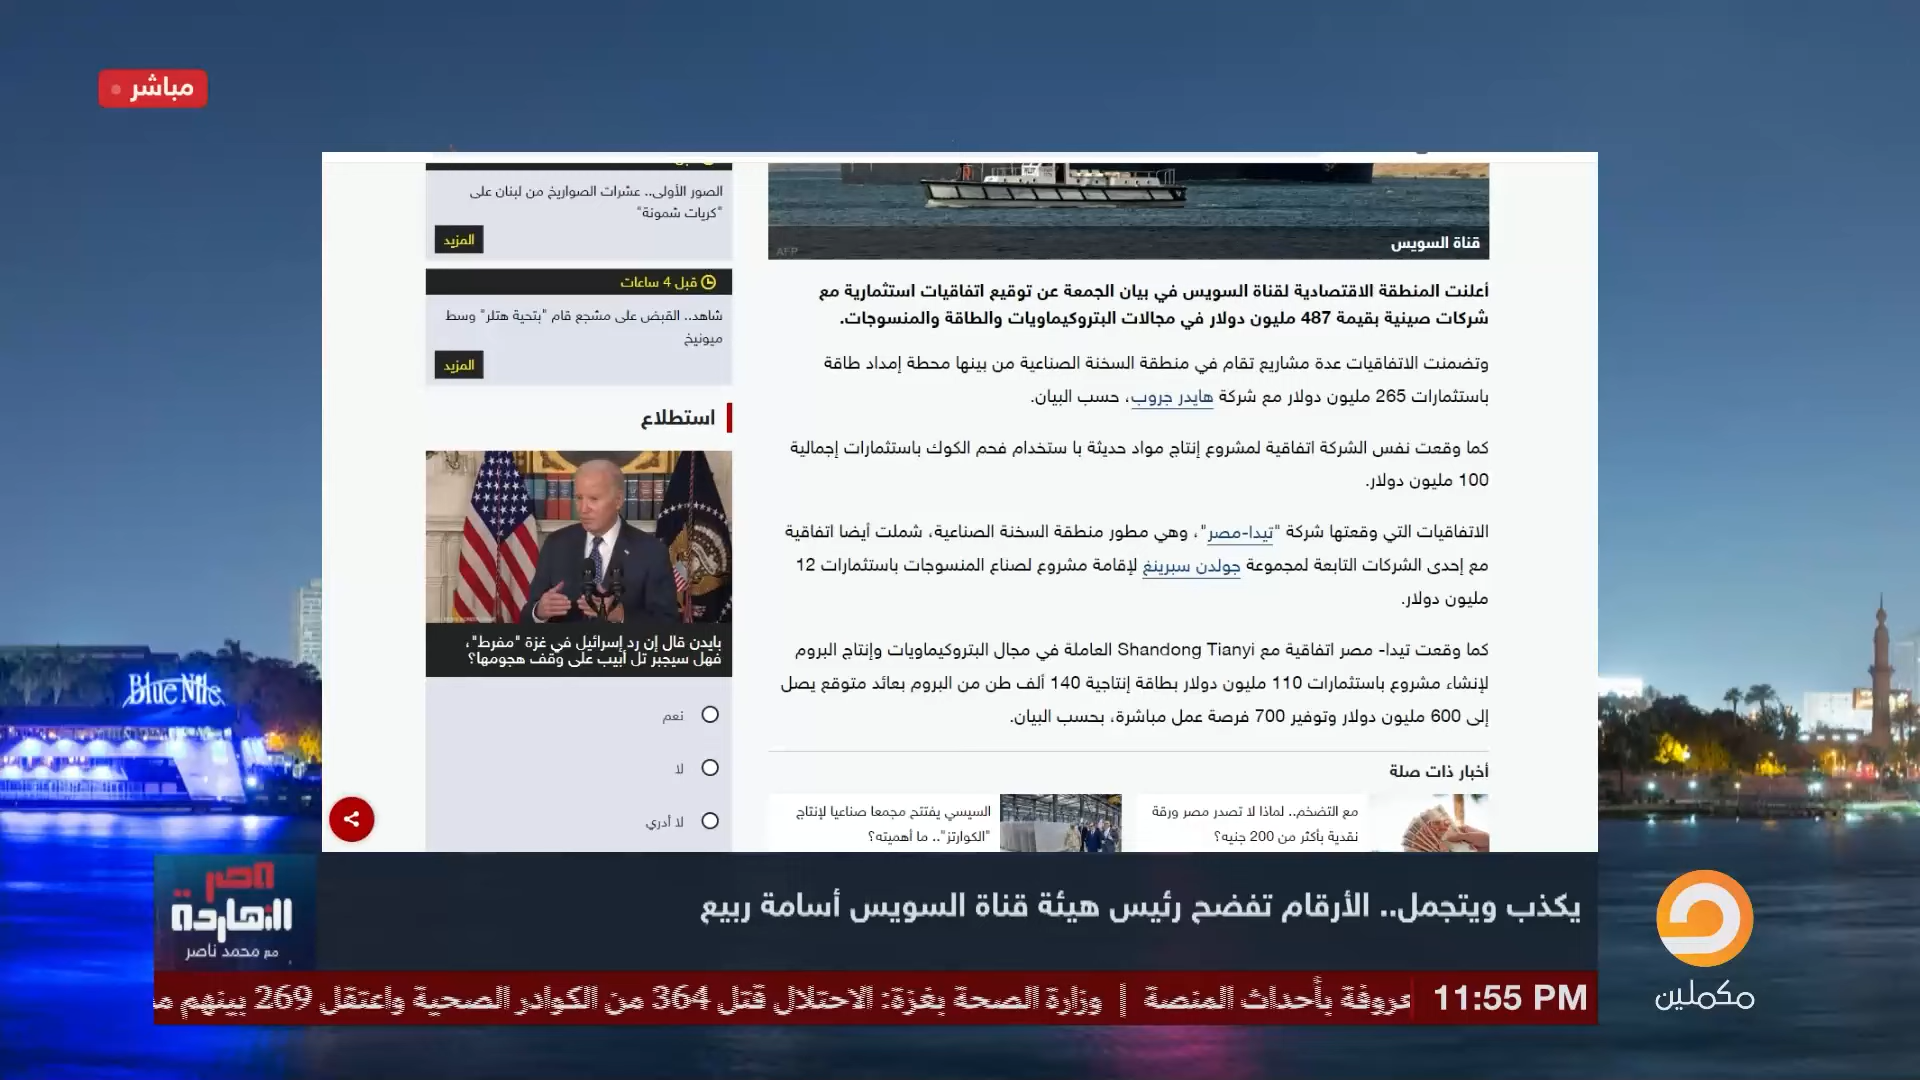 مباشر
قناة السويس
AFP
أعلنت المنطقة الاقتصادية لقناة السويس في بيان الجمعة عن توقيع اتفاقيات استثمارية مع
شركات صينية بقيمة 487 مليون دولار في مجالات البتروكيماويات والطاقة والمنسوجات.
وتضمنت الاتفاقيات عدة مشاريع تقام في منطقة السخنة الصناعية من بينها محطة إمداد طاقة
باستثمارات 265 مليون دولار مع شركة هايدر جروب، حسب البيان.
كما وقعت نفس الشركة اتفاقية لمشروع إنتاج مواد حديثة با ستخدام فحم الكوك باستثمارات إجمالية
100 مليون دولار.
الاتفاقيات التي وقعتها شركة "تيدا-مصر"، وهي مطور منطقة السخنة الصناعية، شملت أيضا اتفاقية
مع إحدى الشركات التابعة لمجموعة جولدن سبرينغ لإقامة مشروع لصناع المنسوجات باستثمارات 12
مليون دولار.
كما وقعت تيدا- مصر اتفاقية مع Shandong Tianyi العاملة في مجال البتروكيماويات وإنتاج البروم
لإنشاء مشروع باستثمارات 110 مليون دولار بطاقة إنتاجية 140 ألف طن من البروم بعائد متوقع يصل
إلى 600 مليون دولار وتوفير 700 فرصة عمل مباشرة، بحسب البيان.
أخبار ذات صلة
مع التضخم.. لماذا لا تصدر مصر ورقة
نقدية بأكثر من 200 جنيه؟
السيسي يفتتح مجمعا صناعيا لإنتاج
"الكوارتز".. ما أهميته؟
الصور الأولى.. عشرات الصواريخ من لبنان على
"كريات شمونة"
المزيد
قبل 4 ساعات
شاهد.. القبض على مشجع قام "بتحية هتلر" وسط
ميونيخ
المزيد
استطلاع
بايدن قال إن رد إسرائيل في غزة "مفرط"،
فهل سيجبر تل أبيب على وقف هجومها؟
نعم
لا
لا أدري
Blue Nile
يكذب ويتجمل.. الأرقام تفضح رئيس هيئة قناة السويس أسامة ربيع
مصر
النهاردة
مع محمد ناصر
11:55 PM
بأحداث المنصة | وزارة الصحة بغزة: الاحتلال قتل 364 من الكوادر الصحية واعتقل 269 بينهم
مكملين